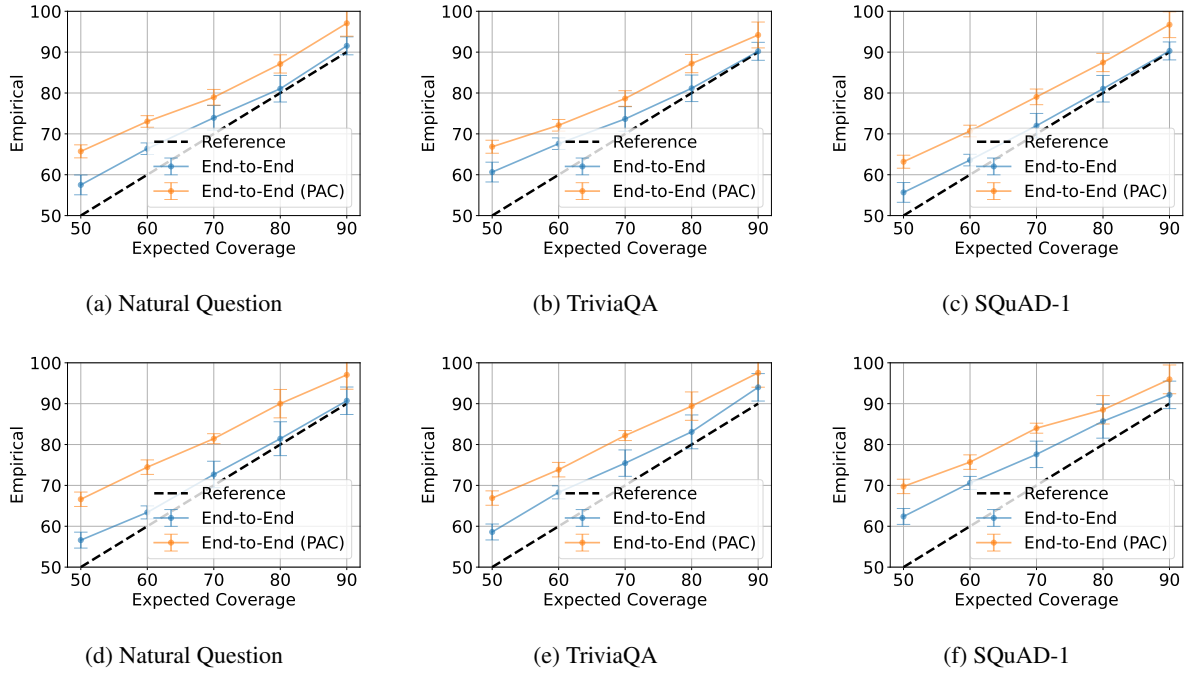 100
90
80
70
60
50
Empirical
Reference
End-to-End
End-to-End (PAC)
50 60 70 80 90
Expected Coverage
(a) Natural Question
100
90
80
70
60
50
Empirical
Reference
End-to-End
End-to-End (PAC)
50 60 70 80 90
Expected Coverage
(b) TriviaQA
100
90
80
70
60
50
Empirical
Reference
End-to-End
End-to-End (PAC)
50 60 70 80 90
Expected Coverage
(c) SQuAD-1
100
90
80
70
60
50
Empirical
Reference
End-to-End
End-to-End (PAC)
50 60 70 80 90
Expected Coverage
(d) Natural Question
100
90
80
70
60
50
Empirical
Reference
End-to-End
End-to-End (PAC)
50 60 70 80 90
Expected Coverage
(e) TriviaQA
100
90
80
70
60
50
Empirical
Reference
End-to-End
End-to-End (PAC)
50 60 70 80 90
Expected Coverage
(f) SQuAD-1